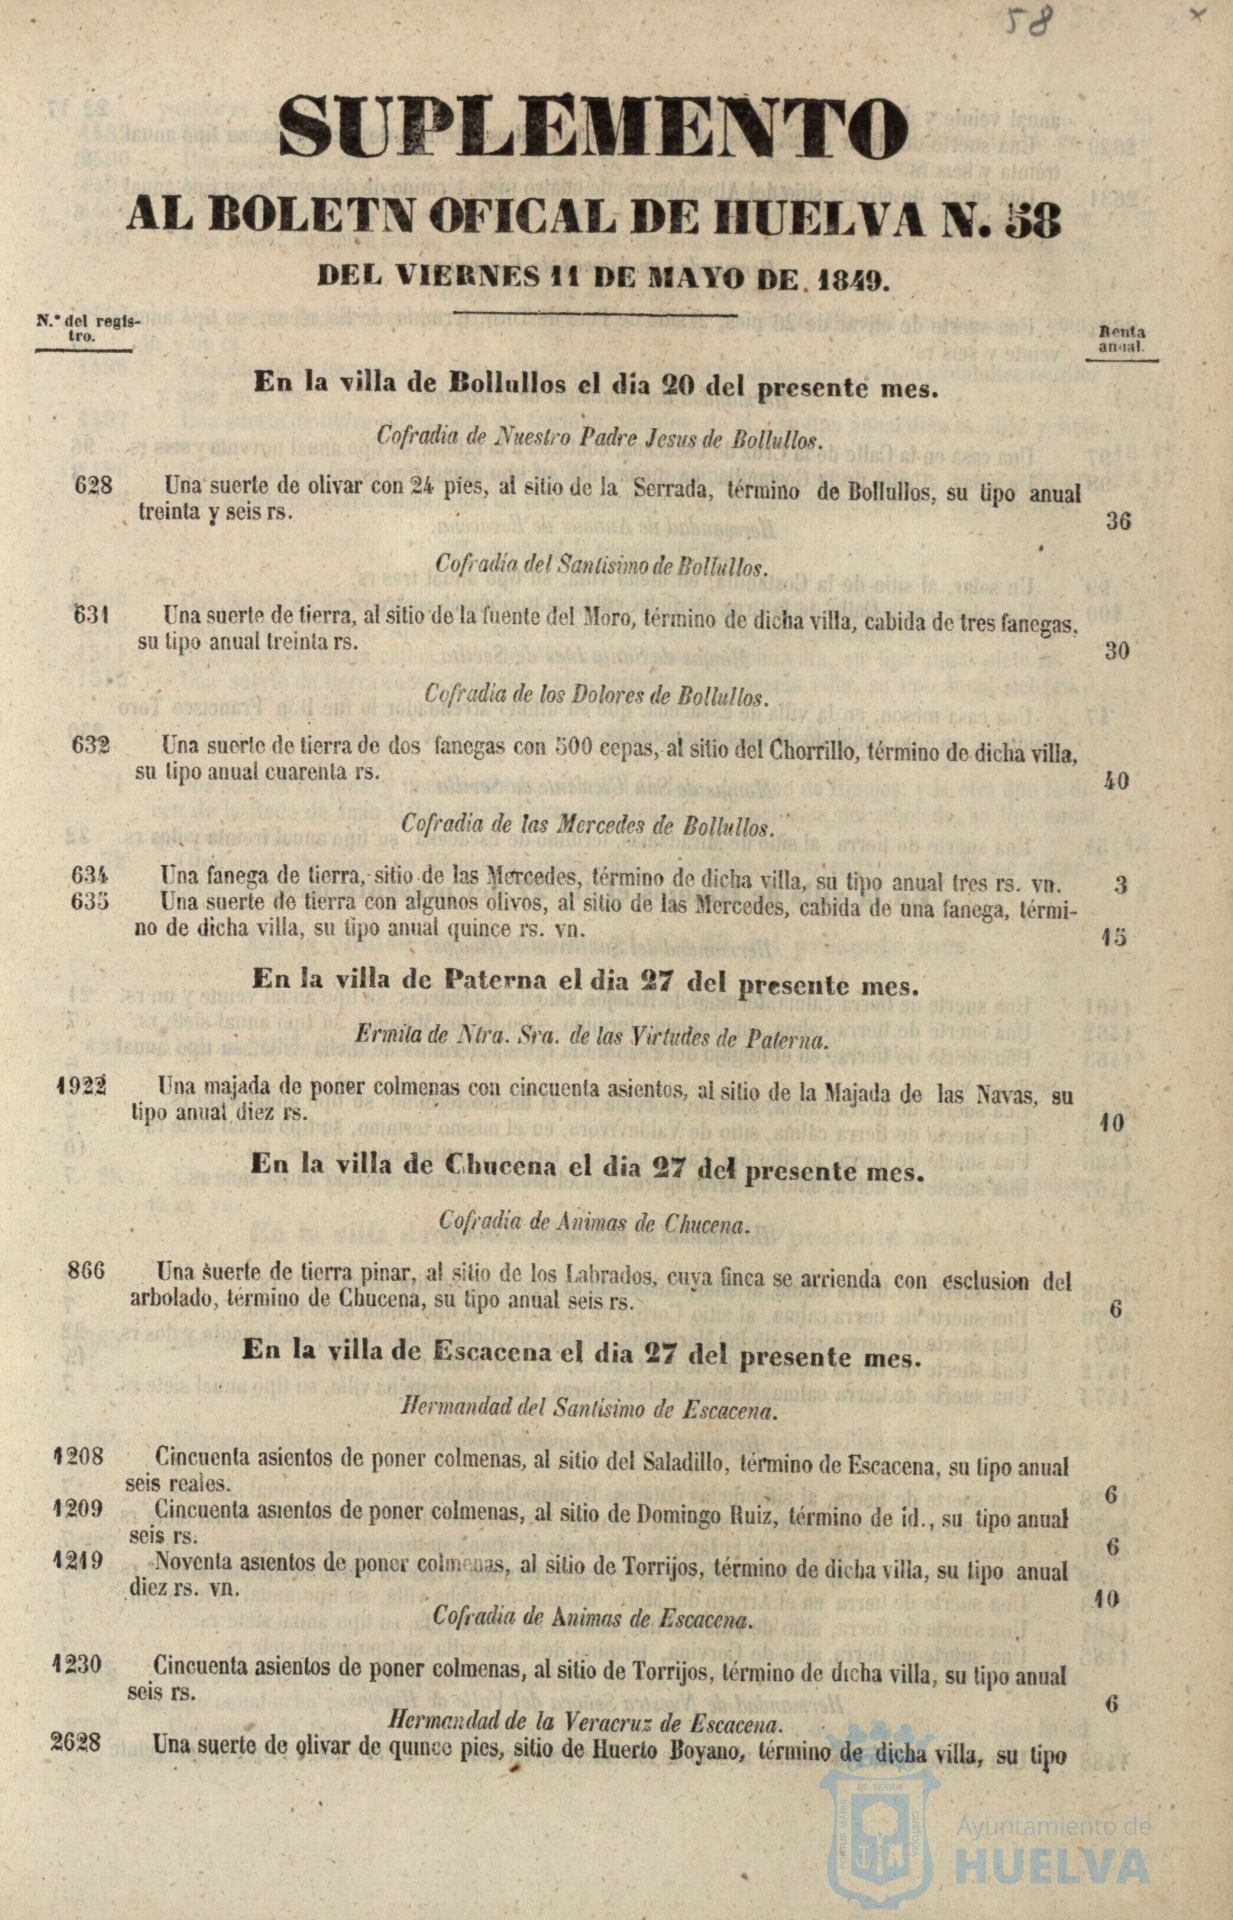 58 x
SUPLEMENTO
AL BOLETN OFICAL DE HUELVA N. 58
DEL VIERNES 11 DE MAYO DE 1849.
N.º del regis-
tro.
Renta
anual.
En la villa de Bollullos el dia 20 del presente mes.
Cofradia de Nuestro Padre Jesus de Bollullos.
628 Una suerte de olivar con 24 pies, al sitio de la Serrada, término de Bollullos, su tipo anual
treinta y seis rs. 36
Cofradía del Santísimo de Bollullos.
631 Una suerte de tierra, al sitio de la fuente del Moro, término de dicha villa, cabida de tres fanegas,
su tipo anual treinta rs. 30
Cofradía de los Dolores de Bollullos.
632 Una suerte de tierra de dos fanegas con 500 cepas, al sitio del Chorrillo, término de dicha villa,
su tipo anual cuarenta rs. 40
Cofradia de las Mercedes de Bollullos.
634 Una fanega de tierra, sitio de las Mercedes, término de dicha villa, su tipo anual tres rs. vn. 3
635 Una suerte de tierra con algunos olivos, al sitio de las Mercedes, cabida de una fanega, térmi-
no de dicha villa, su tipo anual quince rs. vn. 15
En la villa de Paterna el dia 27 del presente mes.
Ermita de Ntra. Sra. de las Virtudes de Paterna.
1922 Una majada de poner colmenas con cincuenta asientos, al sitio de la Majada de las Navas, su
tipo anual diez rs. 10
En la villa de Chucena el dia 27 del presente mes.
Cofradía de Animas de Chucena.
866 Una suerte de tierra pinar, al sitio de los Labrados, cuya finca se arrienda con esclusion del
arbolado, término de Chucena, su tipo anual seis rs. 6
En la villa de Escacena el dia 27 del presente mes.
Hermandad del Santísimo de Escacena.
1208 Cincuenta asientos de poner colmenas, al sitio del Saladillo, término de Escacena, su tipo anual
seis reales. 6
1209 Cincuenta asientos de poner colmenas, al sitio de Domingo Ruiz, término de id., su tipo anual
seis rs. 6
1219 Noventa asientos de poner colmenas, al sitio de Torrijos, término de dicha villa, su tipo anual
diez rs. vn. 10
Cofradía de Animas de Escacena.
1230 Cincuenta asientos de poner colmenas, al sitio de Torrijos, término de dicha villa, su tipo anual
seis rs. 6
Hermandad de la Veracruz de Escacena.
2628 Una suerte de olivar de quince pies, sitio de Huerto Boyano, término de dicha villa, su tipo
ET TERRÆ
PORTUS MARIS
CUSTODIA
Ayuntamiento de
HUELVA